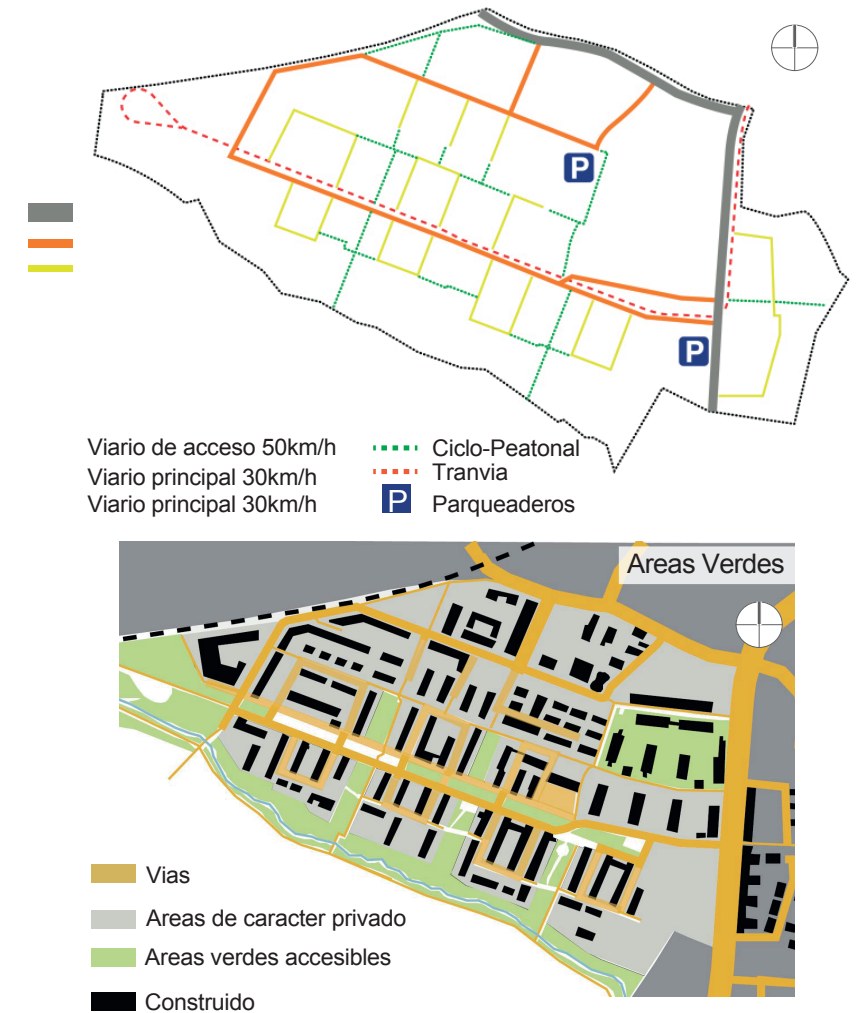 P
P
Viario de acceso 50km/h
Viario principal 30km/h
Viario principal 30km/h
Ciclo-Peatonal
Tranvia
P Parqueaderos
Areas Verdes
Vias
Areas de caracter privado
Areas verdes accesibles
Construido